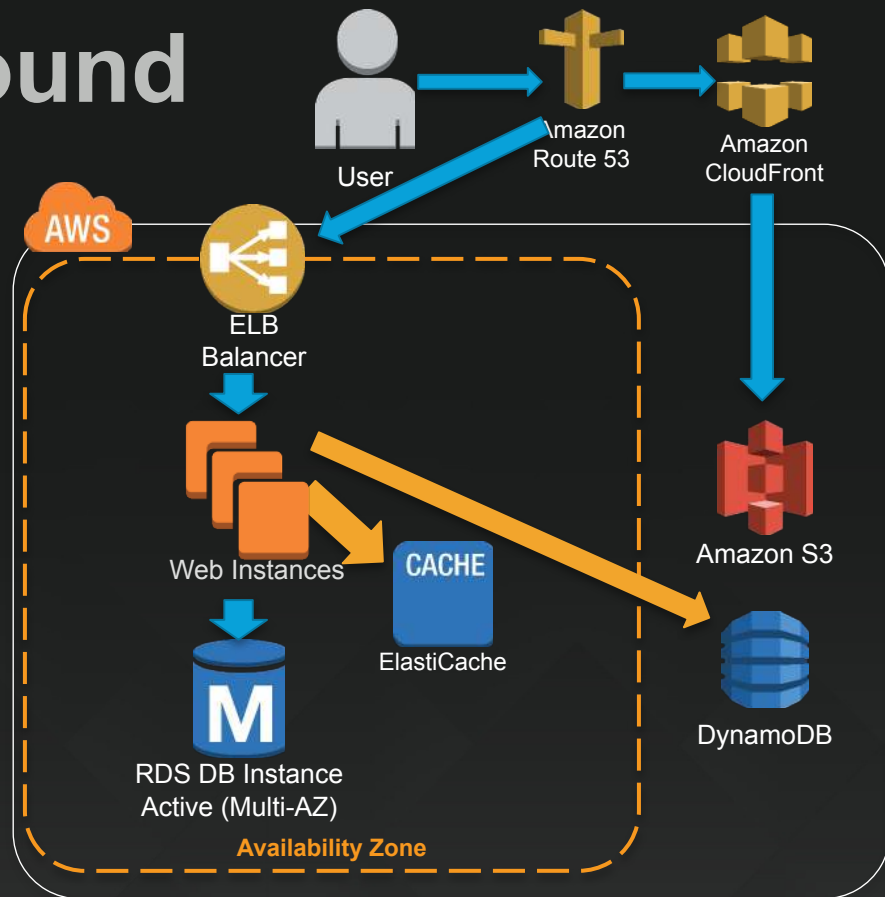 ound
User
Amazon
Route 53
Amazon
CloudFront
AWS
ELB
Balancer
Web Instances
CACHE
ElastiCache
Amazon S3
DynamoDB
M
RDS DB Instance
Active (Multi-AZ)
Availability Zone